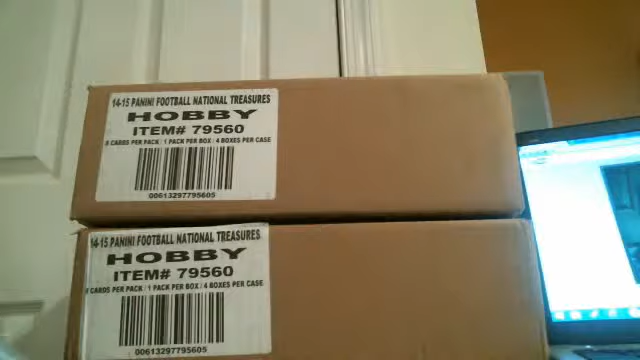 14-15 PANINI FOOTBALL NATIONAL TREASURES
HOBBY
ITEM# 79560
8 CARDS PER PACK / 1 PACK PER BOX / 4 BOXES PER CASE
00613297795605
14-15 PANINI FOOTBALL NATIONAL TREASURES
HOBBY
ITEM# 79560
8 CARDS PER PACK / 1 PACK PER BOX / 4 BOXES PER CASE
00613297795605